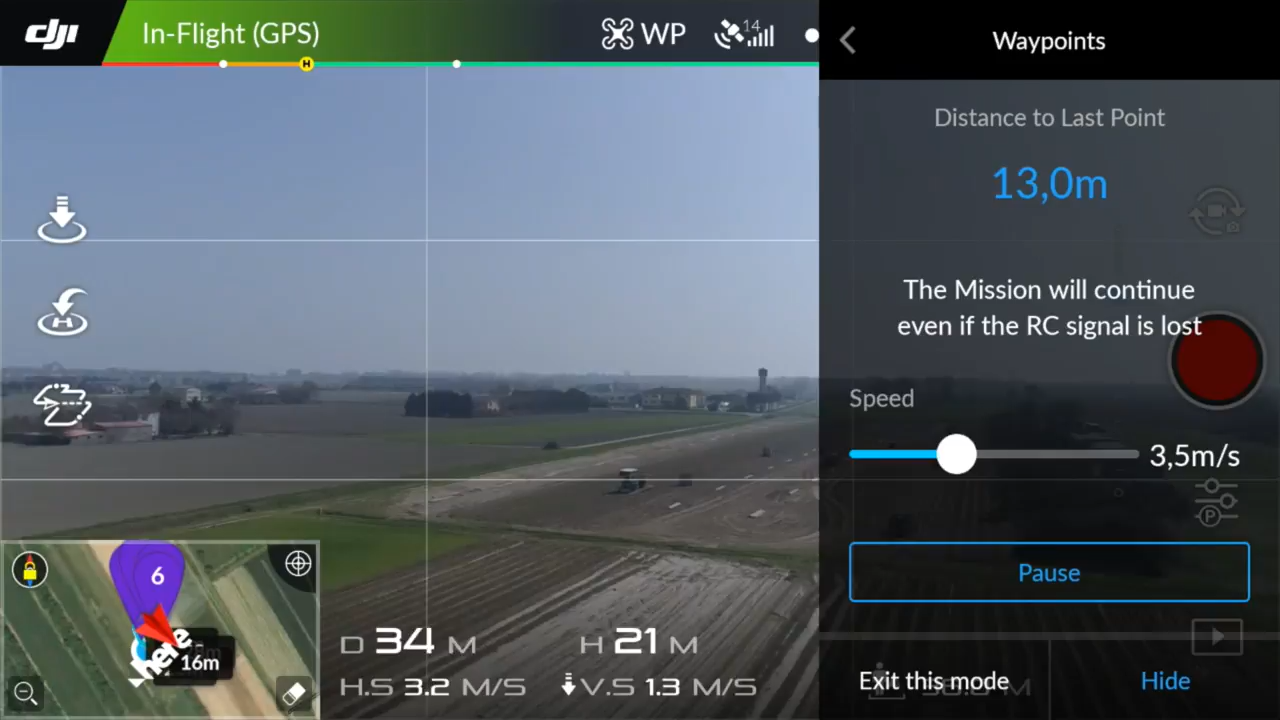 dji
In-Flight (GPS)
WP
14
H
Waypoints
Distance to Last Point
13,0m
The Mission will continue
even if the RC signal is lost
Speed
3,5m/s
P
Pause
6
here
16m
D 34 M
H 21 M
H.S 3.2 M/S
V.S 1.3 M/S
Exit this mode
Hide